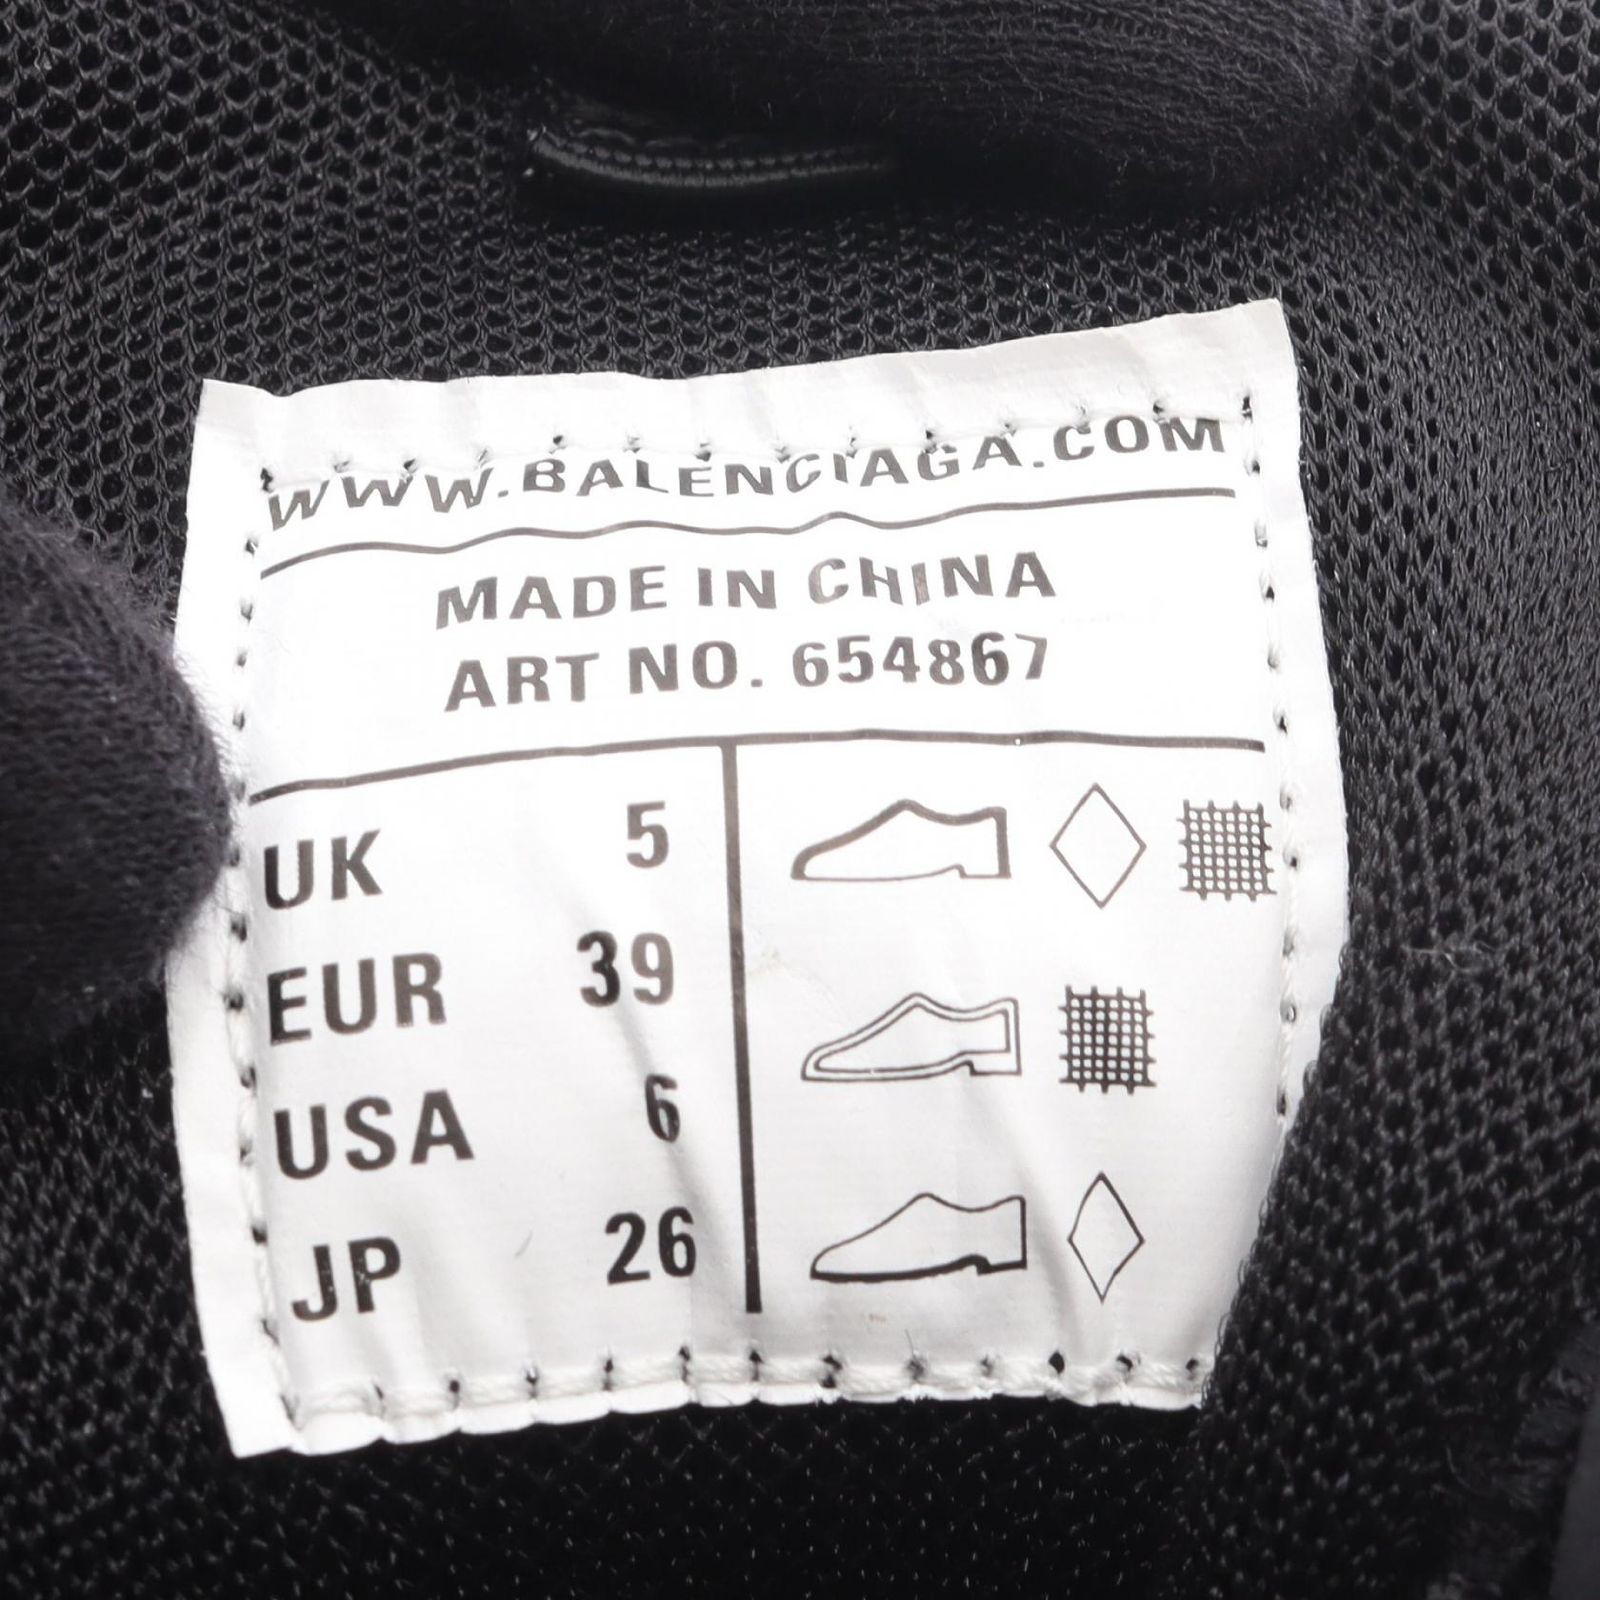 WWW.BALENCIAGA.COM
MADE IN CHINA
ART NO. 654867
UK 5
EUR 39
USA 6
JP 26